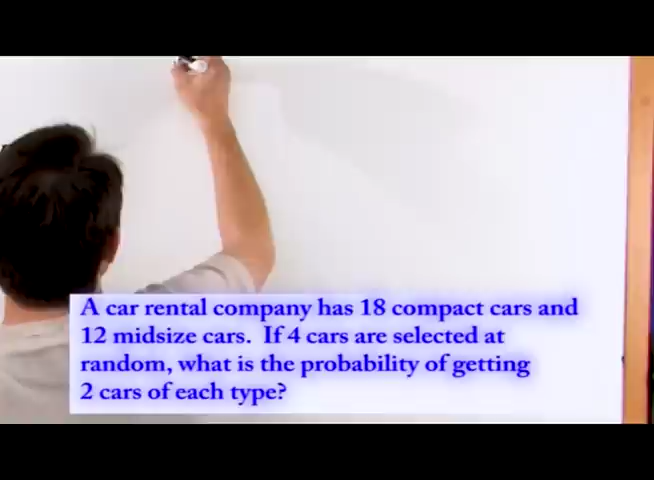 A car rental company has 18 compact cars and
12 midsize cars. If 4 cars are selected at
random, what is the probability of getting
2 cars of each type?